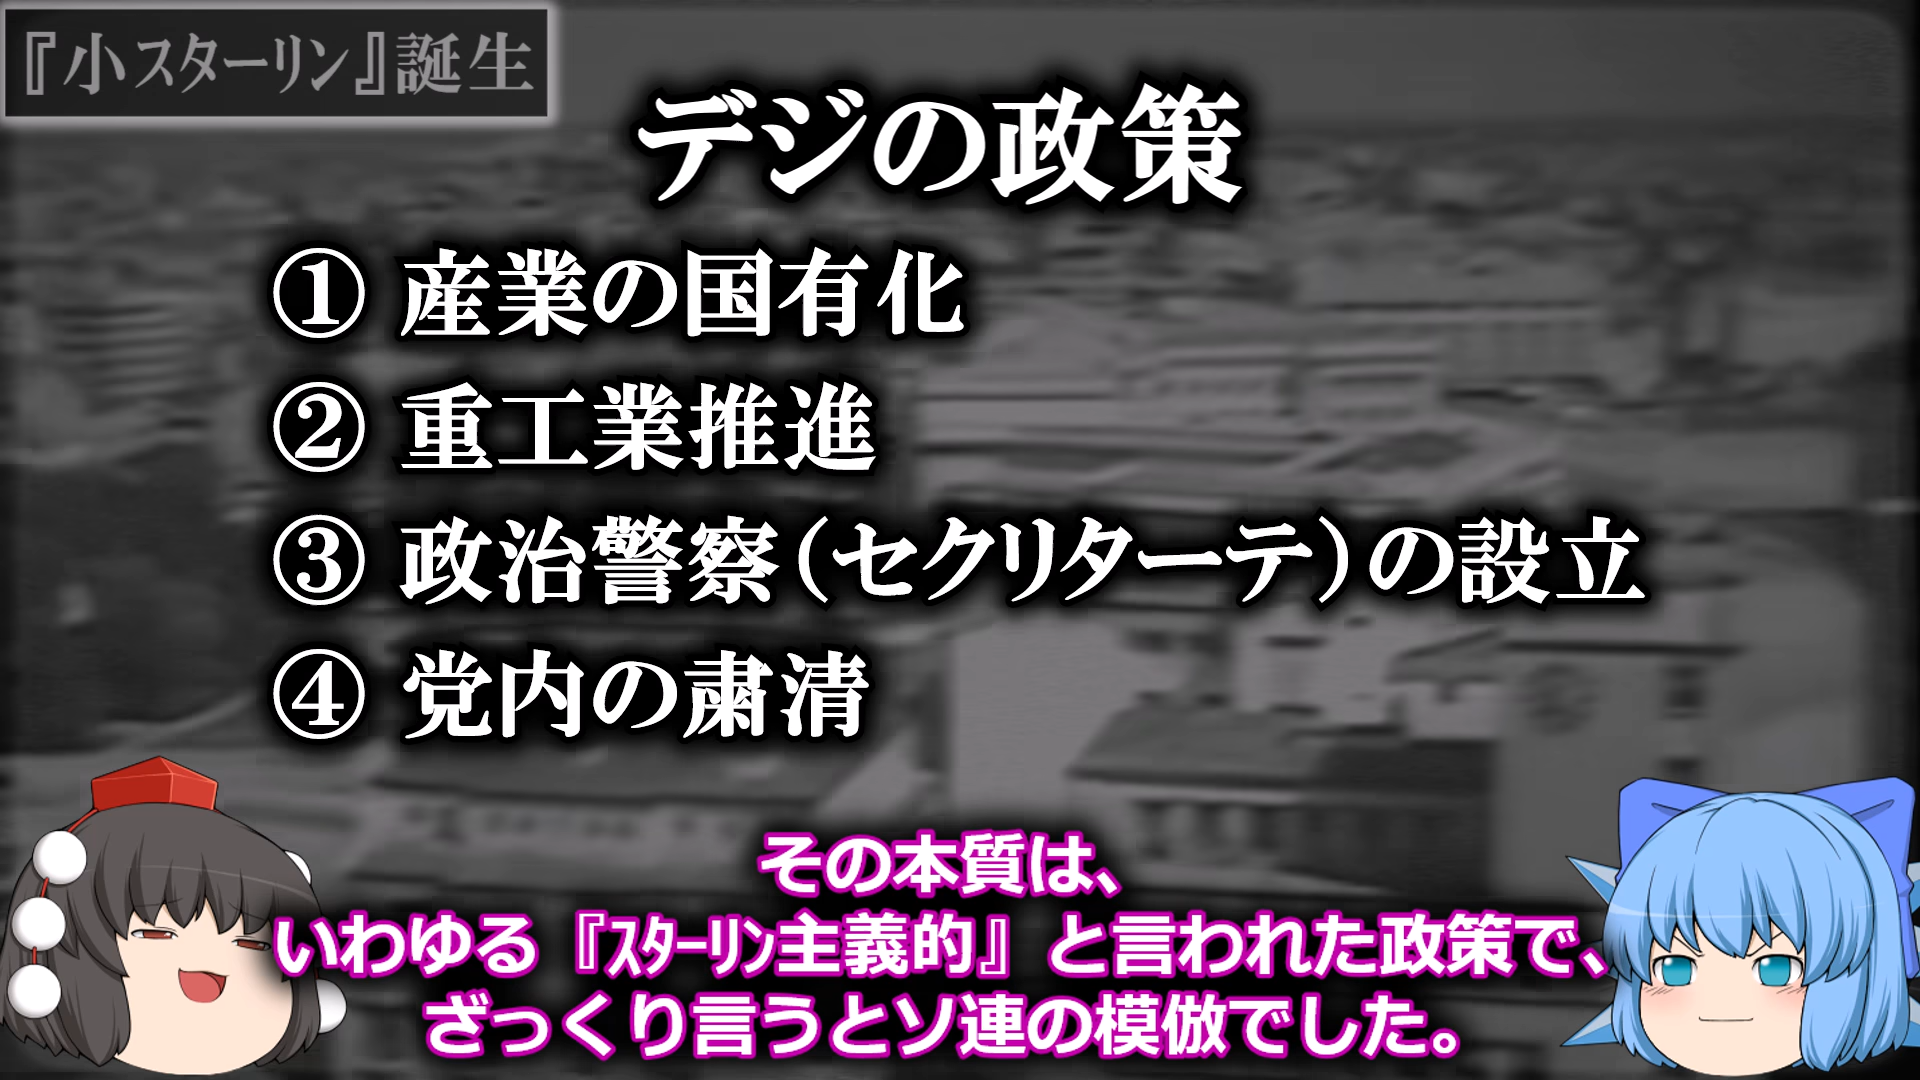 『小スターリン』誕生
デジの政策
① 産業の国有化
② 重工業推進
③ 政治警察（セクリターテ）の設立
④ 党内の粛清
その本質は、
いわゆる『ｽﾀｰﾘﾝ主義的』と言われた政策で、
ざっくり言うとソ連の模倣でした。